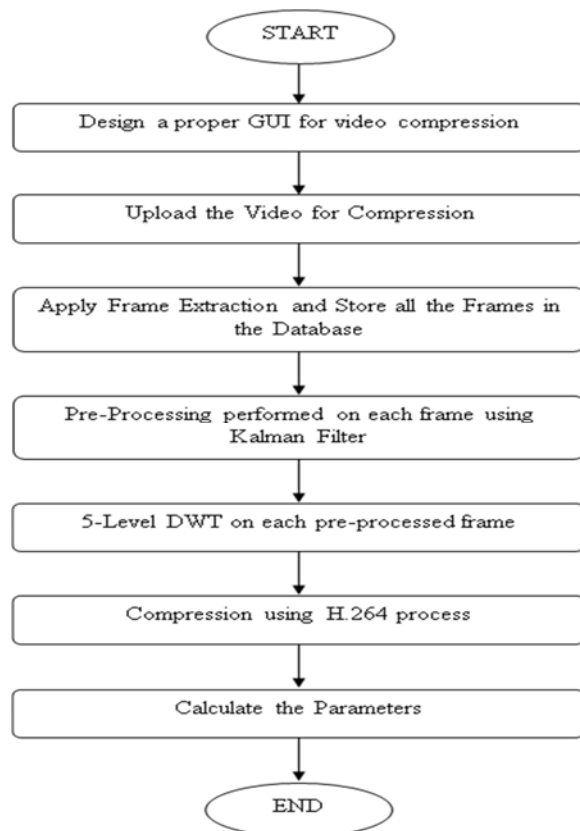 START
Design a proper GUI for video compression
Upload the Video for Compression
Apply Frame Extraction and Store all the Frames in
the Database
Pre-Processing performed on each frame using
Kalman Filter
5-Level DWT on each pre-processed frame
Compression using H.264 process
Calculate the Parameters
END